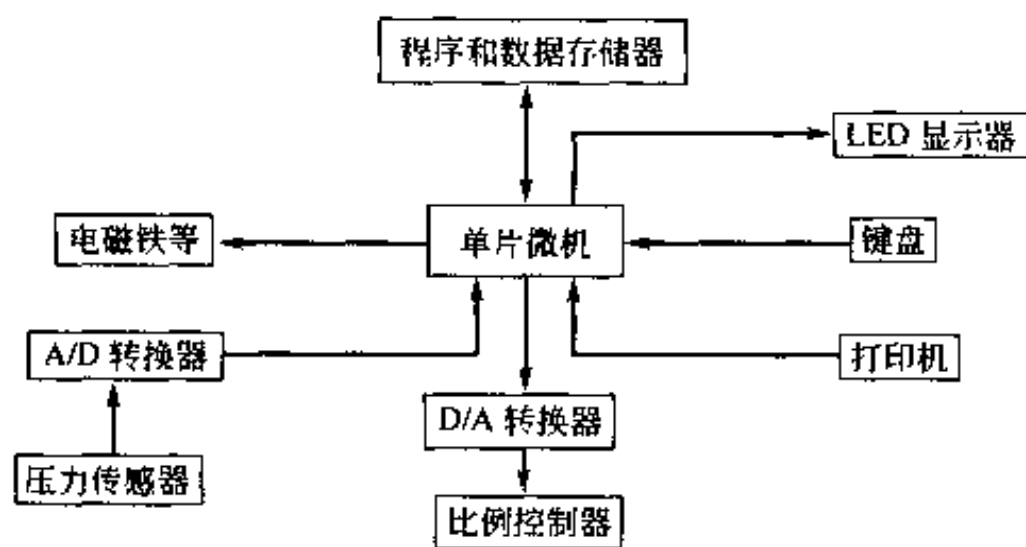 程序和数据存储器
LED 显示器
电磁铁等
单片微机
键盘
A/D 转换器
打印机
D/A 转换器
压力传感器
比例控制器